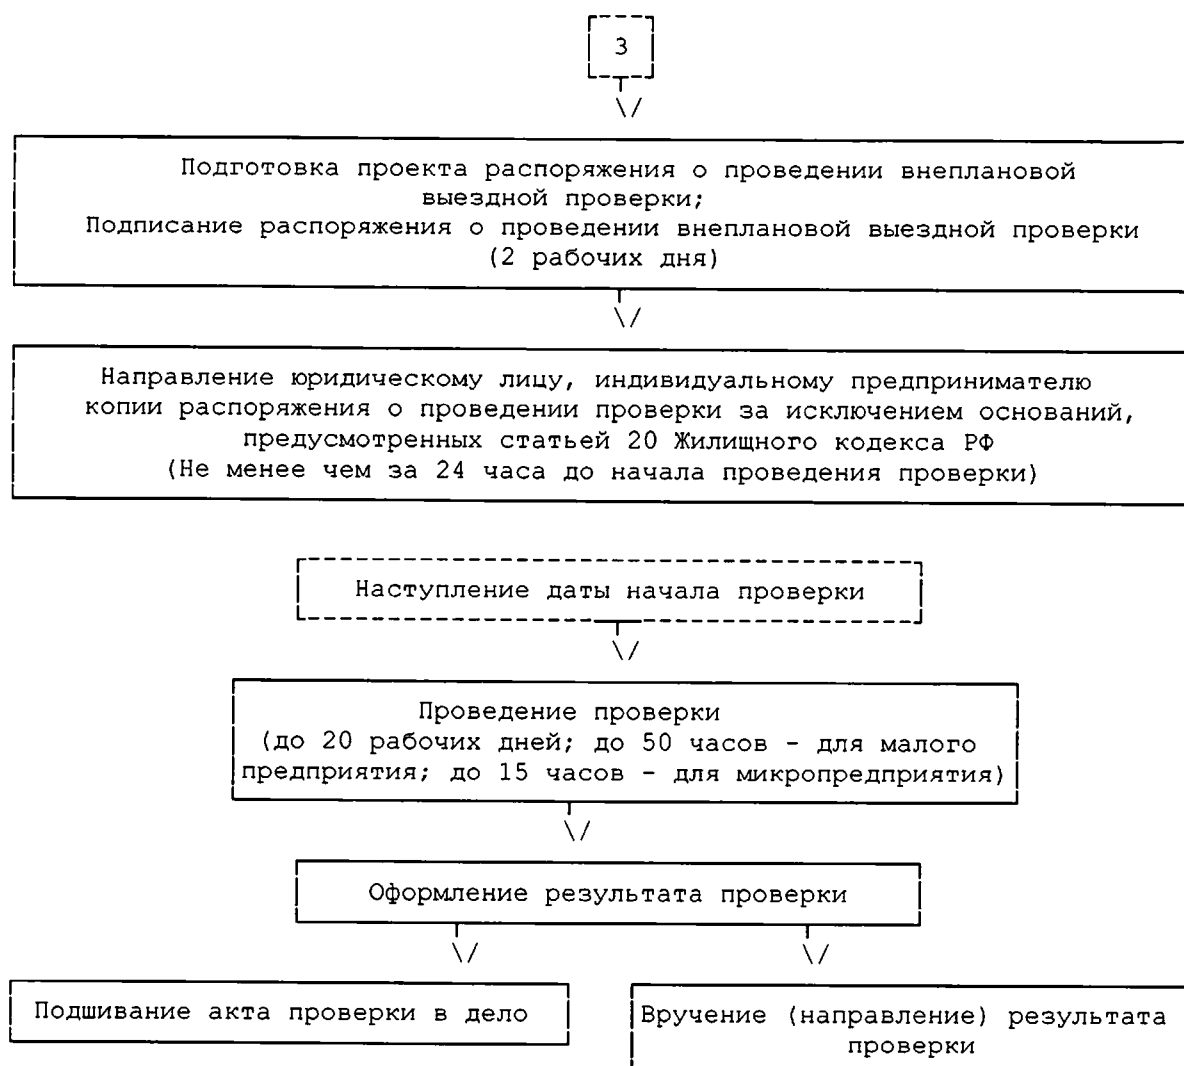 3
\/
Подготовка проекта распоряжения о проведении внеплановой
выездной проверки;
Подписание распоряжения о проведении внеплановой выездной проверки
(2 рабочих дня)
\/
Направление юридическому лицу, индивидуальному предпринимателю
копии распоряжения о проведении проверки за исключением оснований,
предусмотренных статьей 20 Жилищного кодекса РФ
(Не менее чем за 24 часа до начала проведения проверки)
Наступление даты начала проверки
\/
Проведение проверки
(до 20 рабочих дней; до 50 часов - для малого
предприятия; до 15 часов - для микропредприятия)
\/
Оформление результата проверки
\/ \/
Подшивание акта проверки в дело
Вручение (направление) результата
проверки